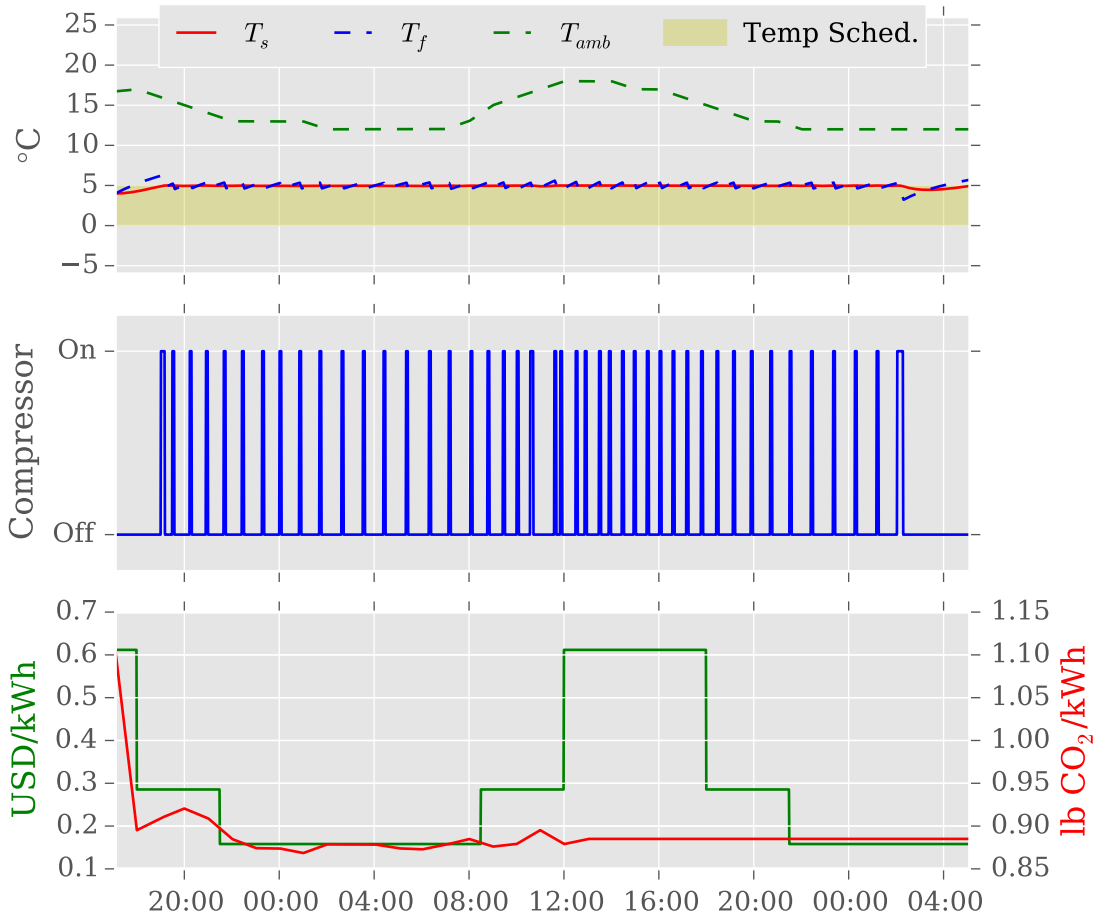 25
T_s T_f T_amb Temp Sched.
20
15
10
5
0
−5
°C
On
Off
Compressor
0.7
0.6
0.5
0.4
0.3
0.2
0.1
USD/kWh
1.15
1.10
1.05
1.00
0.95
0.90
0.85
lb CO₂/kWh
20:00 00:00 04:00 08:00 12:00 16:00 20:00 00:00 04:00